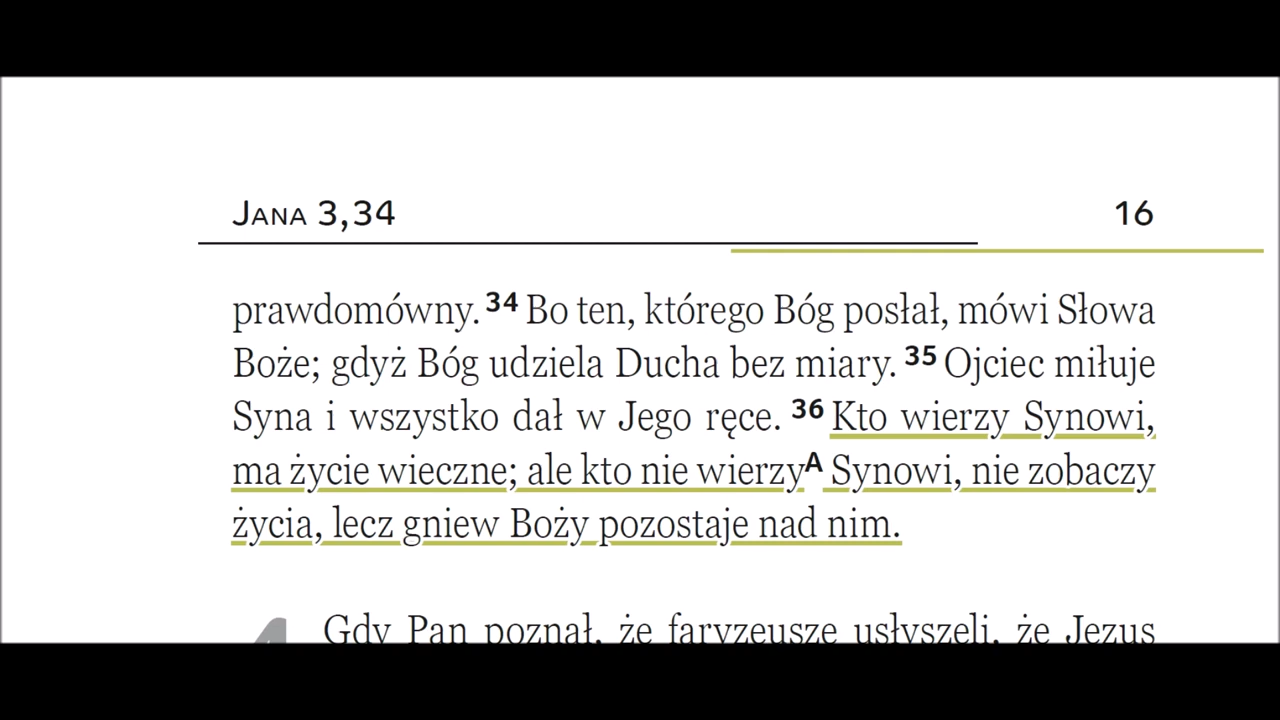 Jana 3,34 16
prawdomówny. 34 Bo ten, którego Bóg posłał, mówi Słowa
Boże; gdyż Bóg udziela Ducha bez miary. 35 Ojciec miłuje
Syna i wszystko dał w Jego ręce. 36 Kto wierzy Synowi,
ma życie wieczne; ale kto nie wierzyA Synowi, nie zobaczy
życia, lecz gniew Boży pozostaje nad nim.
4 Gdy Pan poznał, że faryzeusze usłyszeli, że Jezus